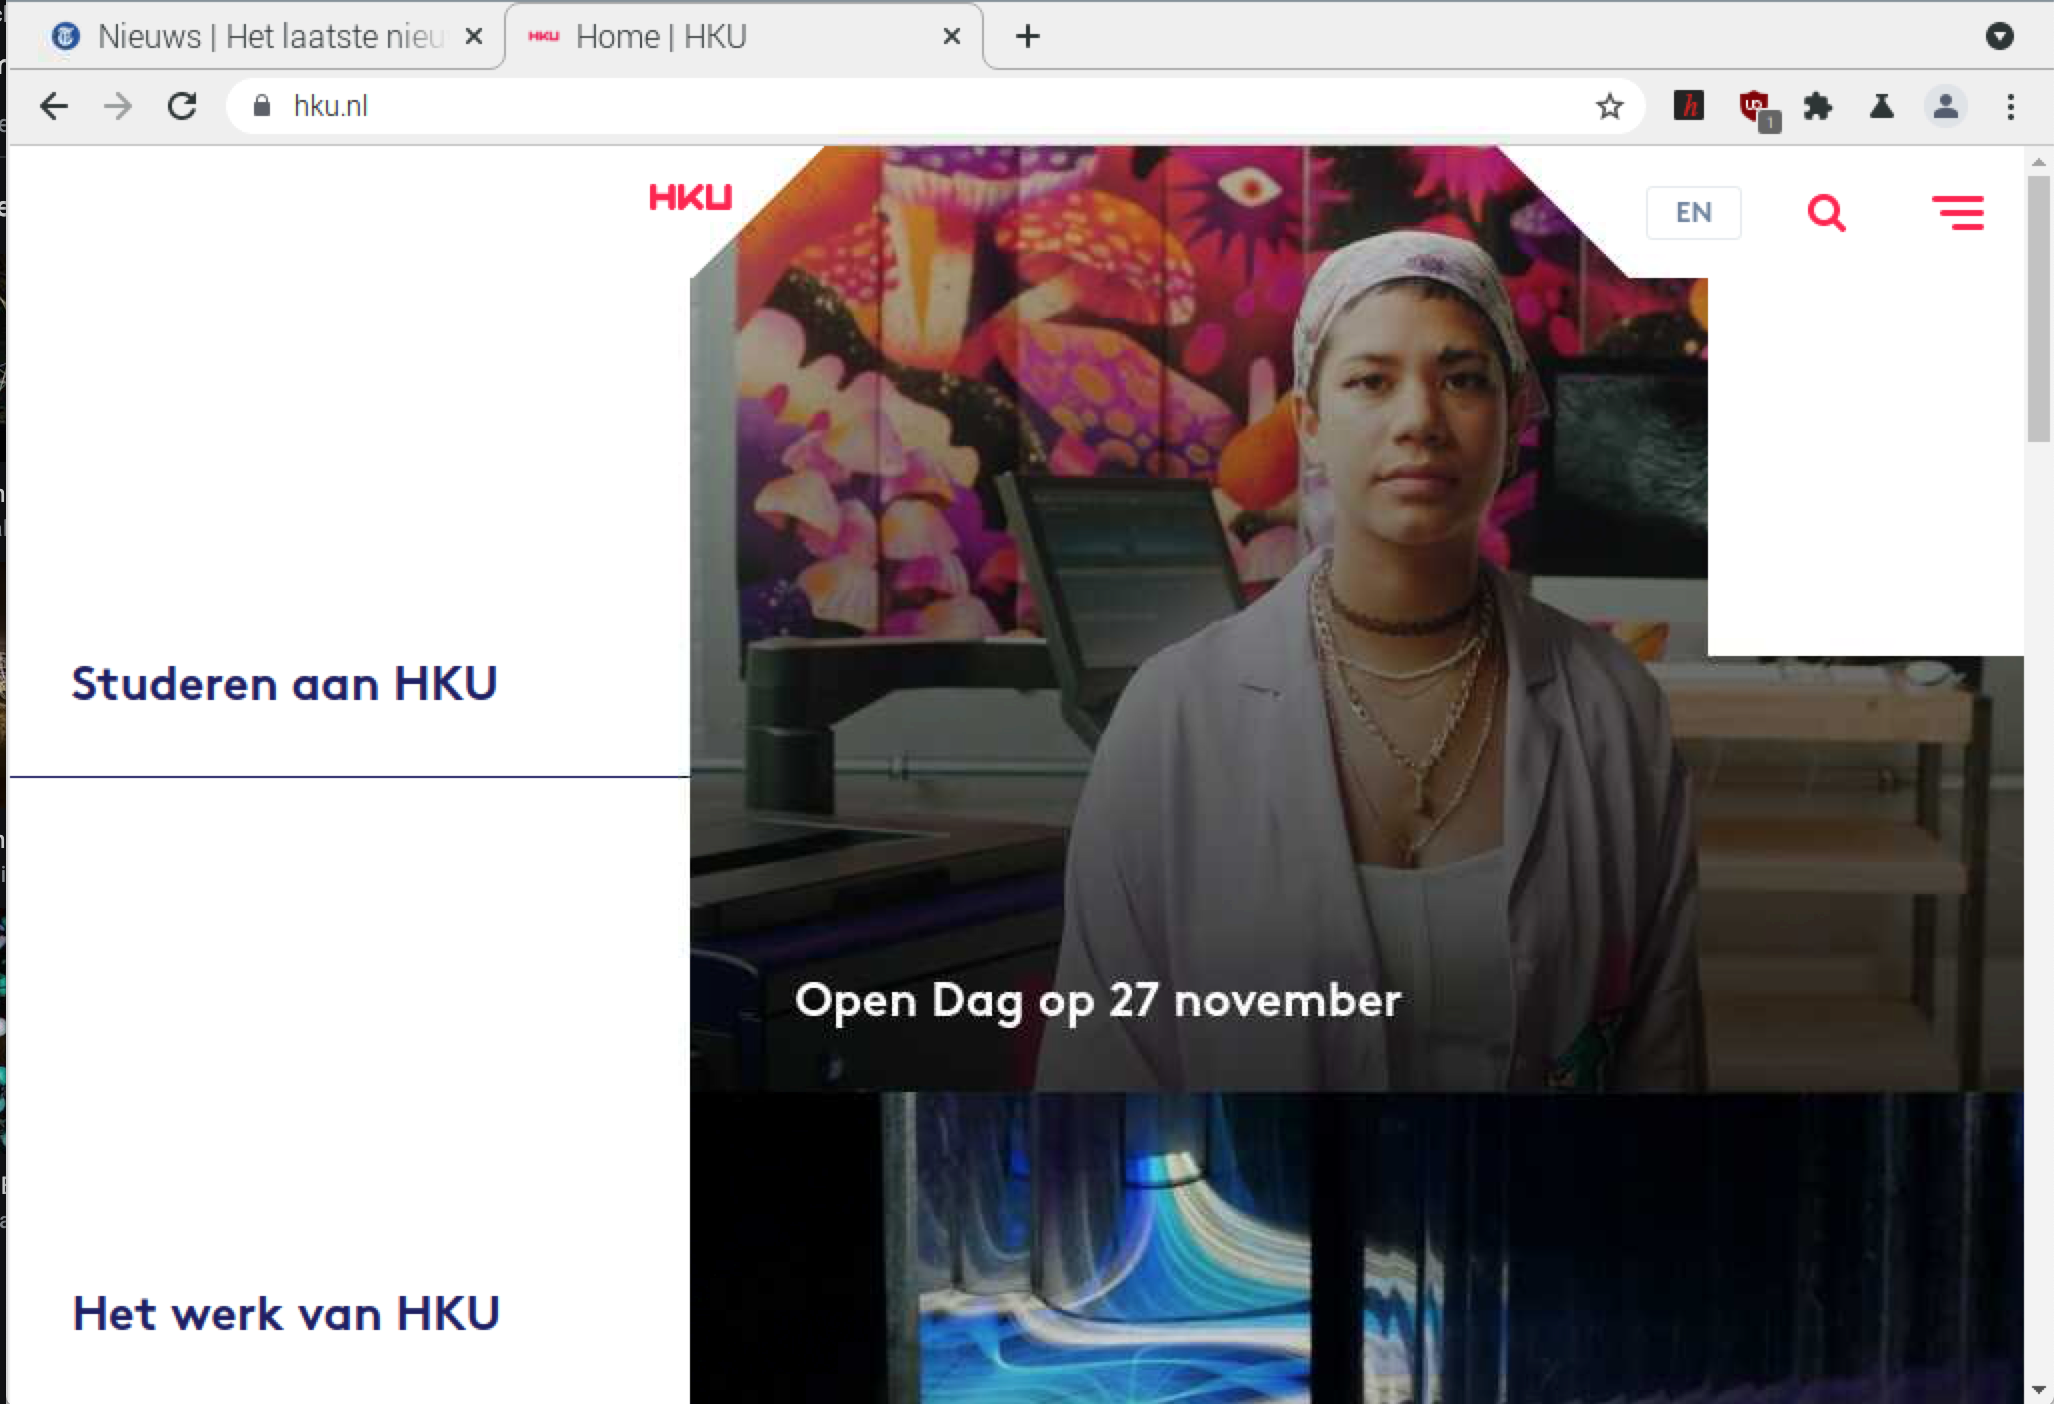 Nieuws | Het laatste nieu
HKU Home | HKU
hku.nl
1
HKU
EN
Studeren aan HKU
Open Dag op 27 november
Het werk van HKU